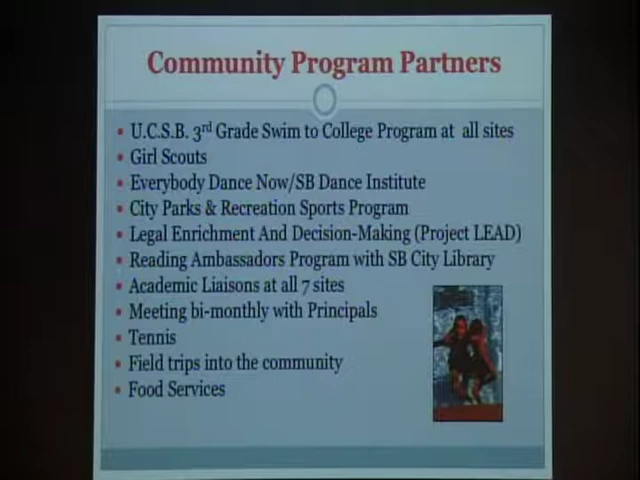 Community Program Partners
• U.C.S.B. 3rd Grade Swim to College Program at all sites
• Girl Scouts
• Everybody Dance Now/SB Dance Institute
• City Parks & Recreation Sports Program
• Legal Enrichment And Decision-Making (Project LEAD)
• Reading Ambassadors Program with SB City Library
• Academic Liaisons at all 7 sites
• Meeting bi-monthly with Principals
• Tennis
• Field trips into the community
• Food Services